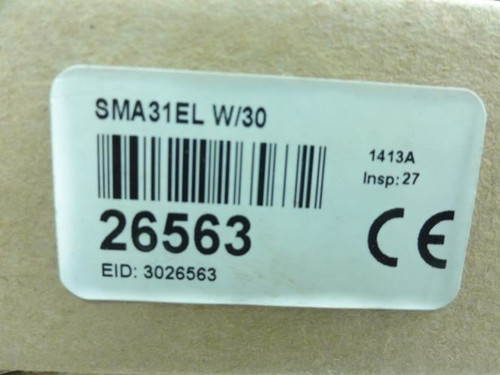 SMA31EL W/30
1413A
Insp: 27
26563
CE
EID: 3026563